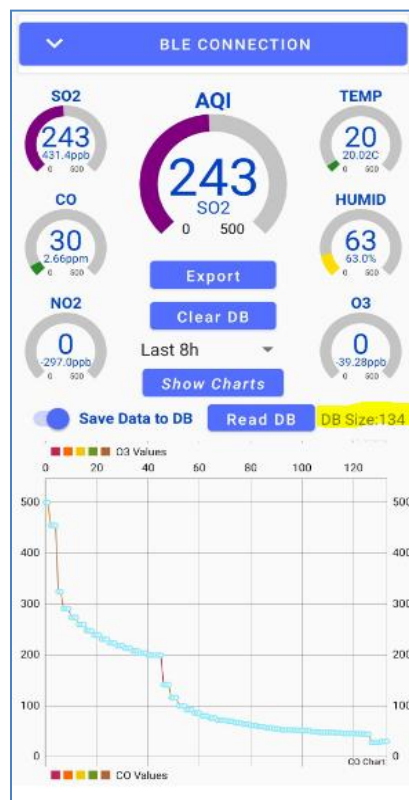 BLE CONNECTION
SO2
AQI
TEMP
243
431.4ppb
0 500
243
SO2
0 500
20
20.02C
0 500
CO
HUMID
30
2.66ppm
0 500
63
63.0%
0 500
Export
NO2
O3
Clear DB
0
-297.0ppb
0 500
0
-39.28ppb
0 500
Last 8h
Show Charts
Save Data to DB
Read DB
DB Size:134
O3 Values
0 20 40 60 80 100 120
500 500
400 400
300 300
200 200
100 100
0 0
CO Chart
CO Values